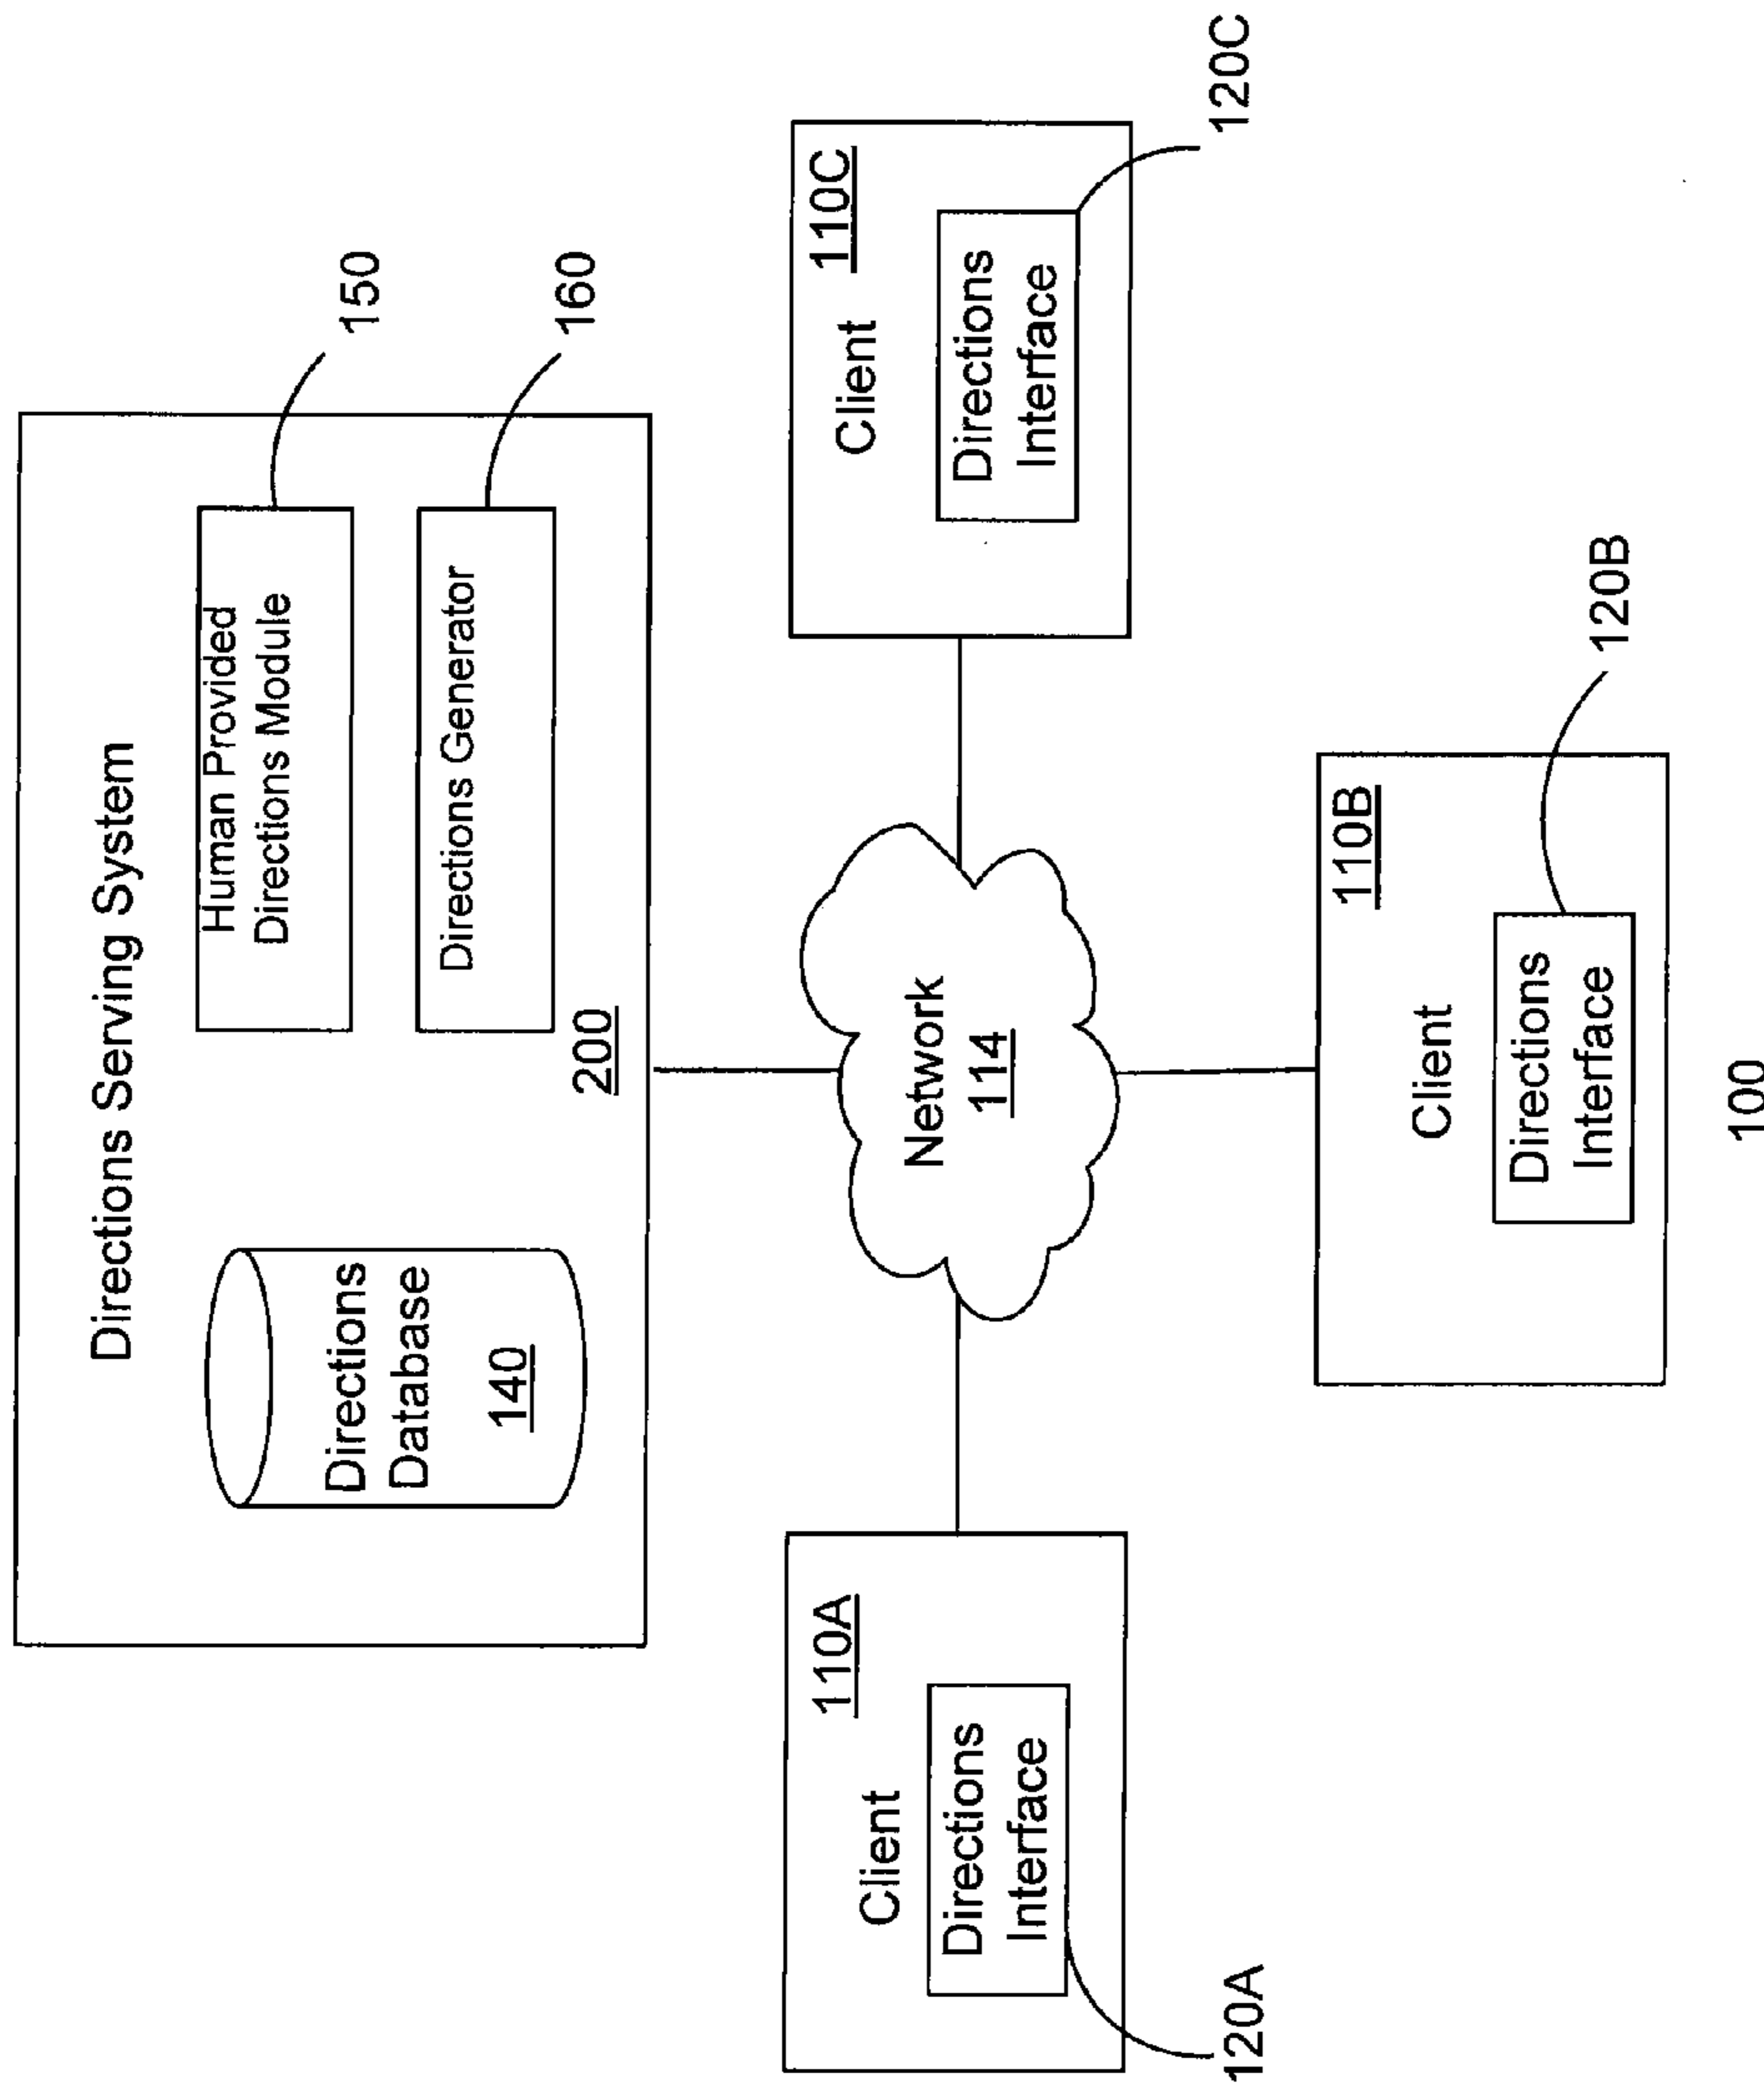 Directions Serving System
Directions
Database
140
Human Provided
Directions Module
150
Directions Generator
160
200
Network
114
110A
Client
Directions
Interface
120A
110B
Client
Directions
Interface
120B
110C
Client
Directions
Interface
120C
100